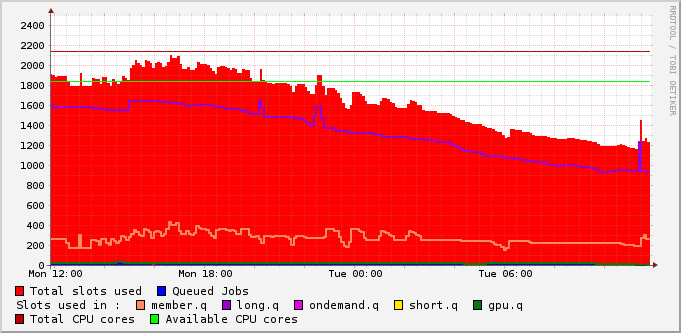 2400
2200
2000
1800
1600
1400
1200
1000
800
600
400
200
0
Mon 12:00 Mon 18:00 Tue 00:00 Tue 06:00
Total slots used Queued Jobs
Slots used in : member.q long.q ondemand.q short.q gpu.q
Total CPU cores Available CPU cores
RRDTOOL / TOBI OETIKER